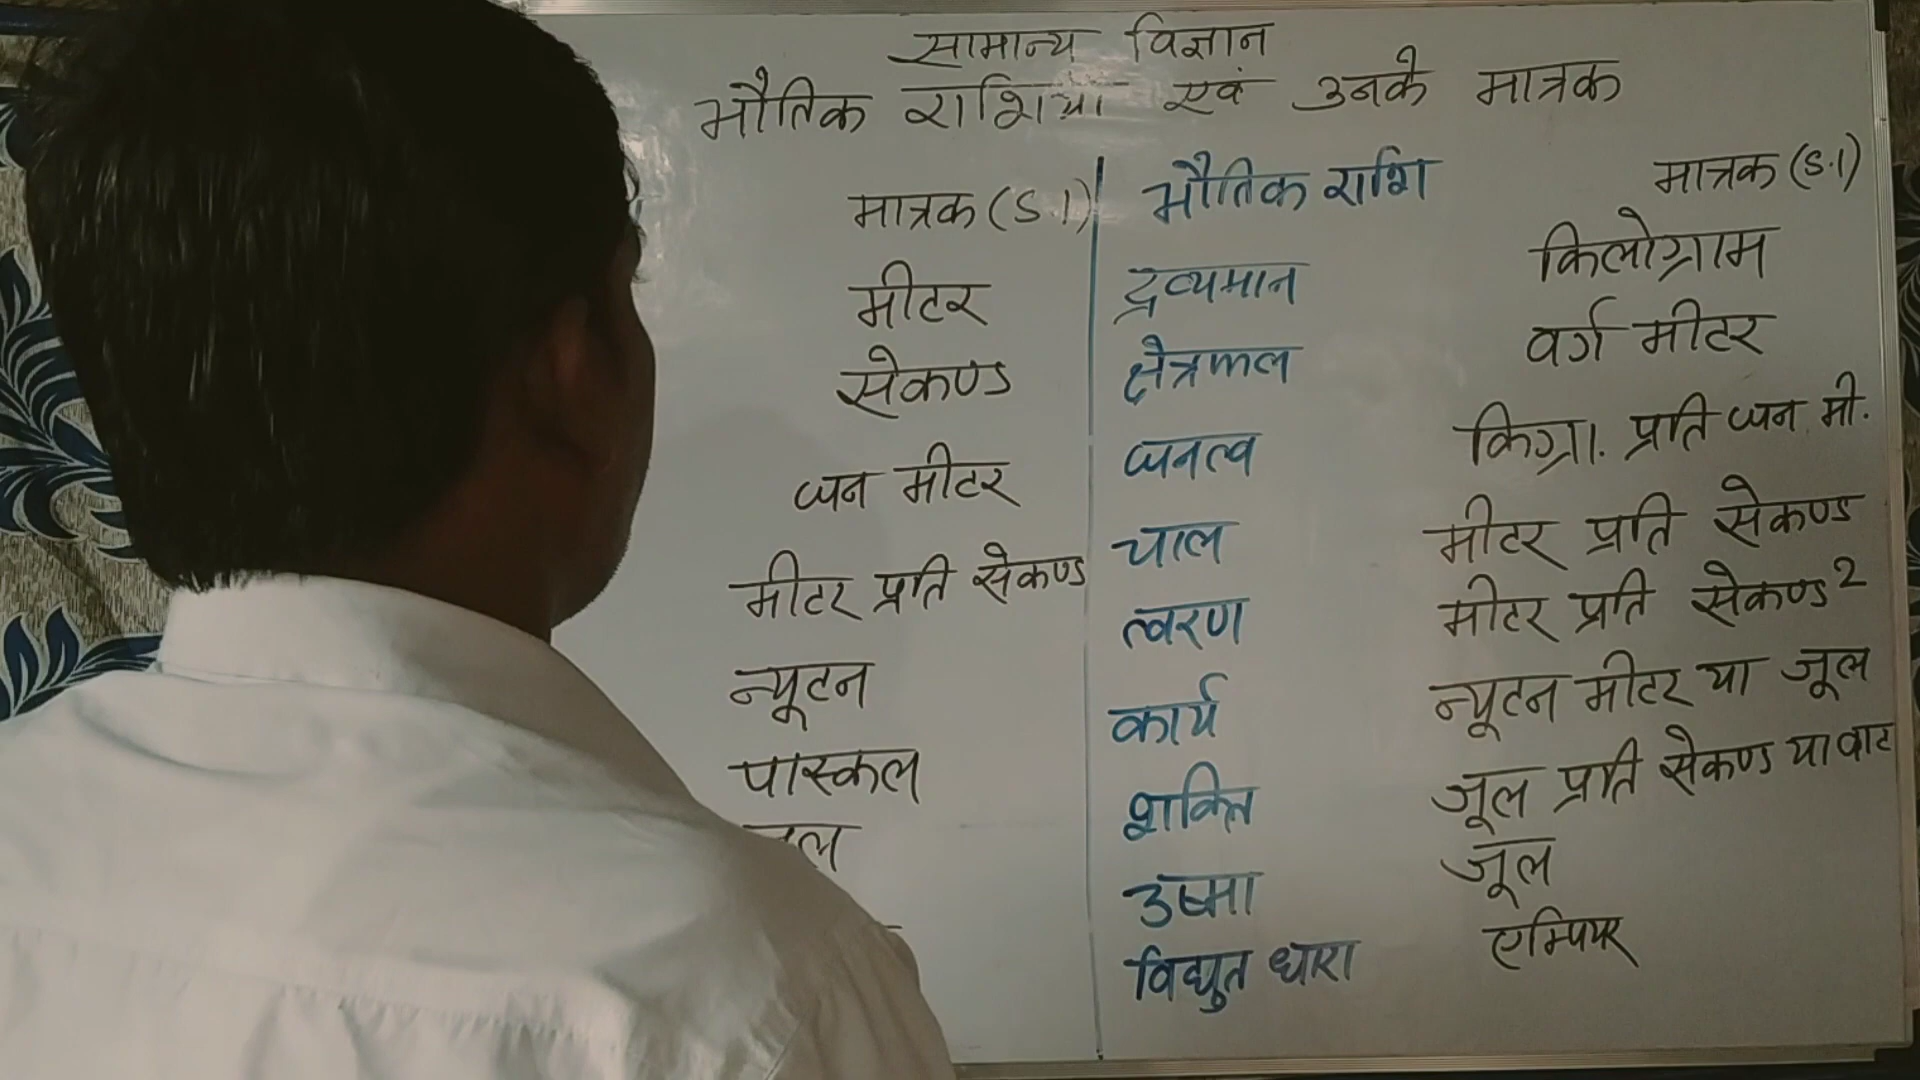 सामान्य विज्ञान
भौतिक राशियां एवं उनके मात्रक
मात्रक (S.I)
मीटर
सेकण्ड
घन मीटर
मीटर प्रति सेकण्ड
न्यूटन
पास्कल
भौतिक राशि मात्रक (S.I)
द्रव्यमान किलोग्राम
क्षेत्रफल वर्ग मीटर
घनत्व किग्रा. प्रति घन मी.
चाल मीटर प्रति सेकण्ड
त्वरण मीटर प्रति सेकण्ड²
कार्य न्यूटन मीटर या जूल
शक्ति जूल प्रति सेकण्ड या वाट
उष्मा जूल
विद्युत धारा एम्पियर